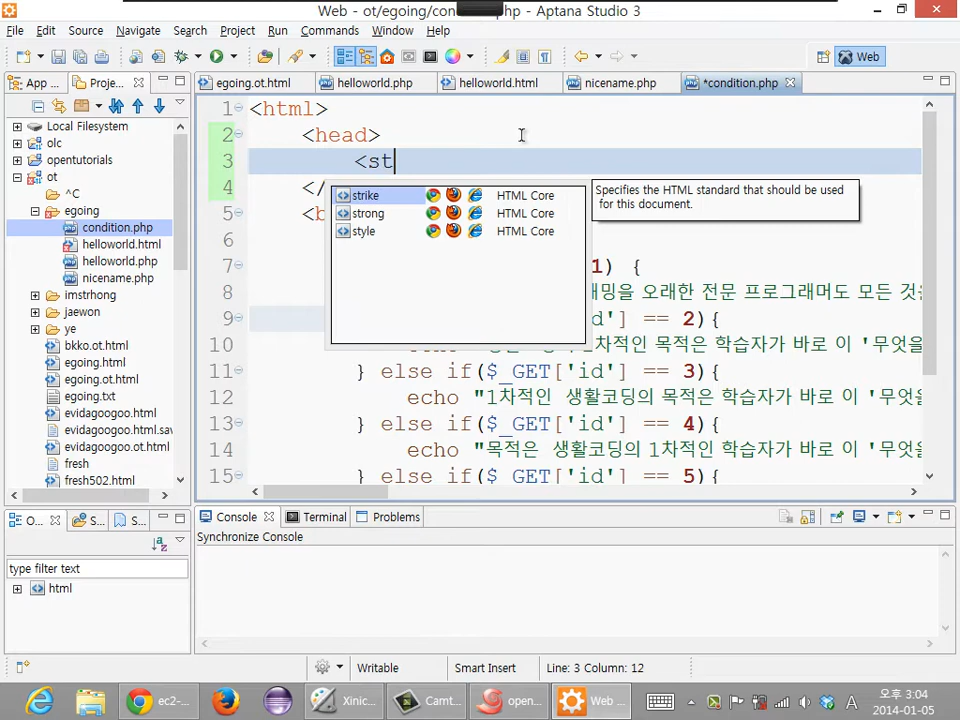 Web - ot/egoing/con .php - Aptana Studio 3
File Edit Source Navigate Search Project Run Commands Window Help
Web
App ... Proje...
egoing.ot.html helloworld.php helloworld.html nicename.php *condition.php
Local Filesystem
olc
opentutorials
ot
^C
egoing
condition.php
helloworld.html
helloworld.php
nicename.php
imstrhong
jaewon
ye
bkko.ot.html
egoing.html
egoing.ot.html
egoing.txt
evidagoogoo.html
evidagoogoo.html.sav
evidagoogoo.ot.html
fresh
fresh502.html
1 <html>
2 <head>
3 <st
4 </
5 <b
6
7 1) {
8 래밍을 오래한 전문 프로그래머도 모든 것
9 d'] == 2){
10 차적인 목적은 학습자가 바로 이 '무엇을
11 } else if($_GET['id'] == 3){
12 echo "1차적인 생활코딩의 목적은 학습자가 바로 이 '무엇을
13 } else if($_GET['id'] == 4){
14 echo "목적은 생활코딩의 1차적인 학습자가 바로 이 '무엇을
15 } else if($_GET['id'] == 5){
strike HTML Core
strong HTML Core
style HTML Core
Specifies the HTML standard that should be used
for this document.
O... S... S...
type filter text
html
Console Terminal Problems
Synchronize Console
Writable Smart Insert Line: 3 Column: 12
ec2-... Xinic... Camt... open... Web ...
A
오후 3:04
2014-01-05